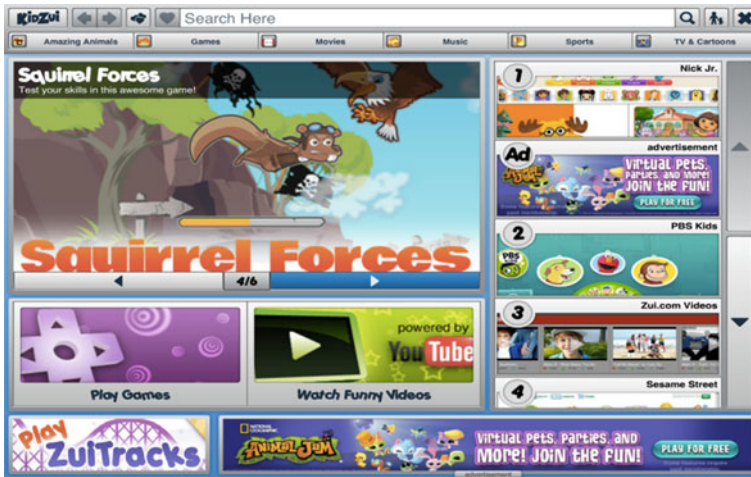 KidZui
Search Here
Amazing Animals
Games
Movies
Music
Sports
TV & Cartoons
Squirrel Forces
Test your skills in this awesome game!
Squirrel Forces
4/6
Play Games
powered by
YouTube
Watch Funny Videos
1
Nick Jr.
Ad
advertisement
ANIMAL JAM
VIRTUAL PETS,
PARTIES, AND
MORE!
JOIN THE FUN!
PLAY FOR FREE
2
PBS Kids
PBS
3
Zui.com Videos
4
Sesame Street
Play
ZuiTracks
NATIONAL
GEOGRAPHIC
ANIMAL JAM
VIRTUAL PETS, PARTIES, AND
MORE! JOIN THE FUN!
PLAY FOR FREE
advertisement